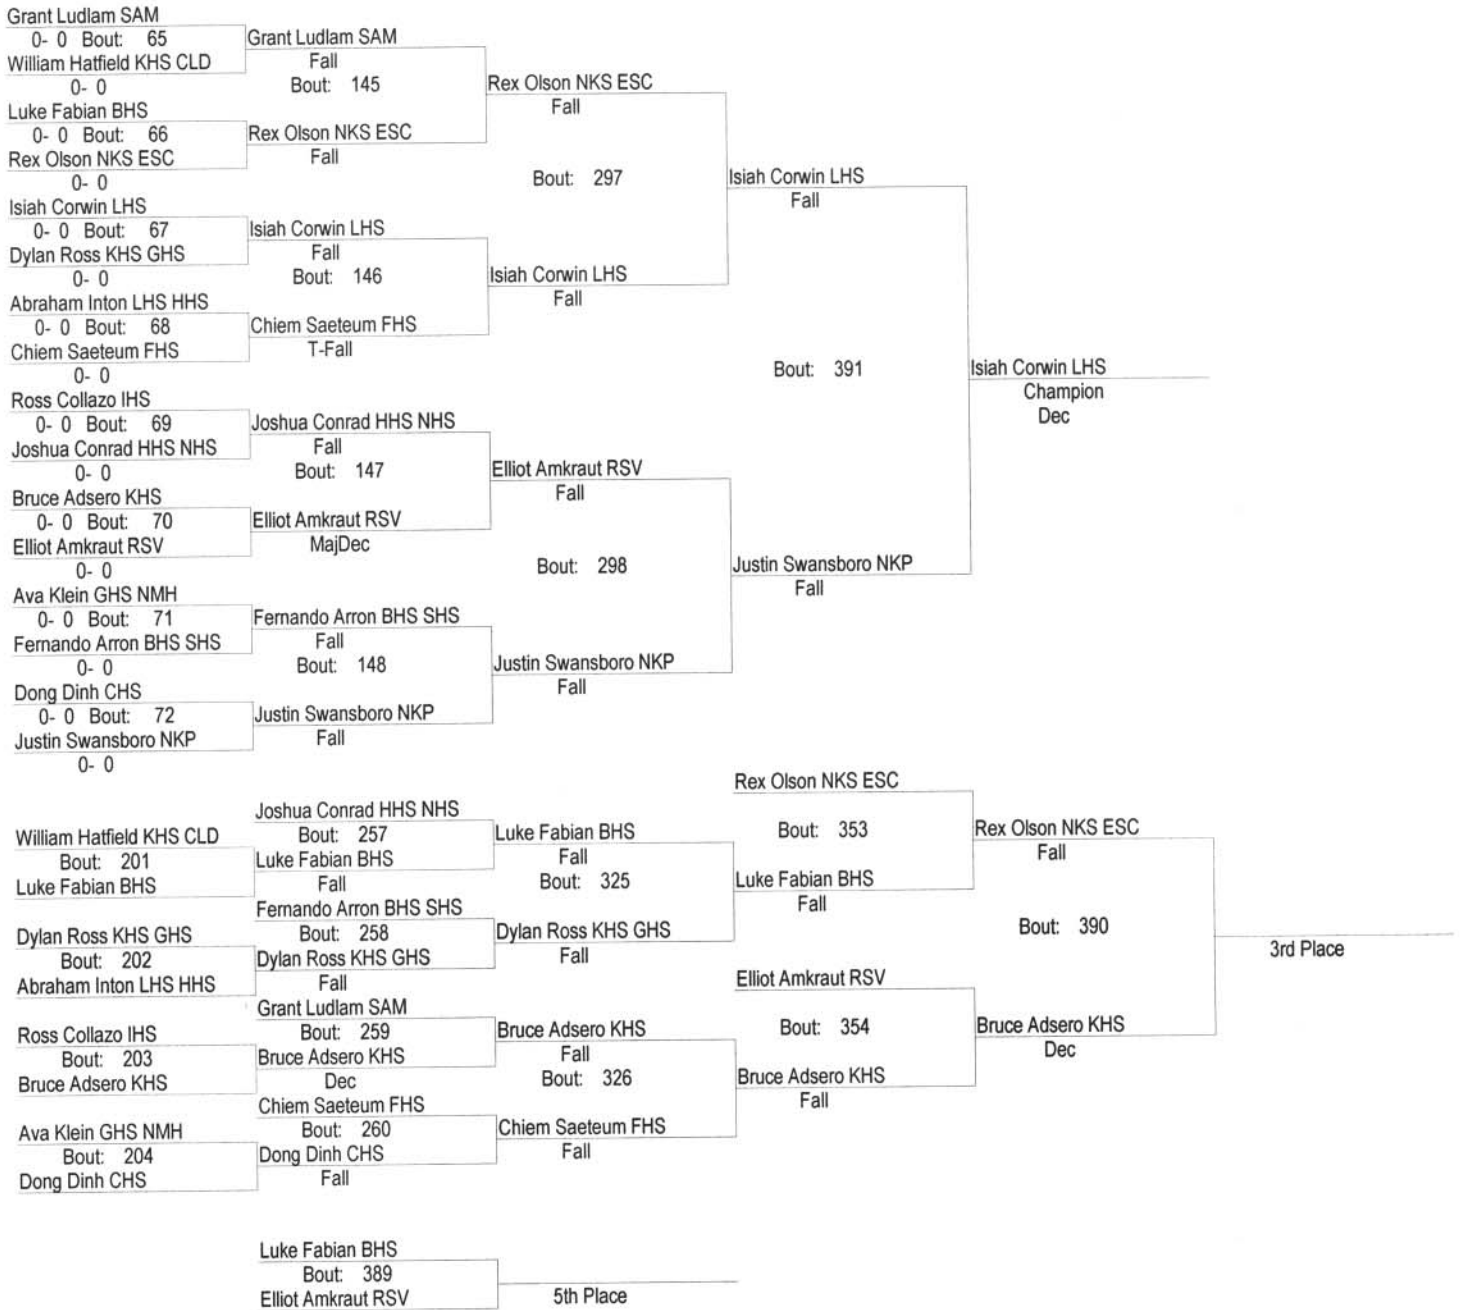 Grant Ludlam SAM
0- 0 Bout: 65
William Hatfield KHS CLD
0- 0
Luke Fabian BHS
0- 0 Bout: 66
Rex Olson NKS ESC
0- 0
Isiah Corwin LHS
0- 0 Bout: 67
Dylan Ross KHS GHS
0- 0
Abraham Inton LHS HHS
0- 0 Bout: 68
Chiem Saeteum FHS
0- 0
Ross Collazo IHS
0- 0 Bout: 69
Joshua Conrad HHS NHS
0- 0
Bruce Adsero KHS
0- 0 Bout: 70
Elliot Amkraut RSV
0- 0
Ava Klein GHS NMH
0- 0 Bout: 71
Fernando Arron BHS SHS
0- 0
Dong Dinh CHS
0- 0 Bout: 72
Justin Swansboro NKP
0- 0
Grant Ludlam SAM
Fall
Bout: 145
Rex Olson NKS ESC
Fall
Isiah Corwin LHS
Fall
Bout: 146
Chiem Saeteum FHS
T-Fall
Joshua Conrad HHS NHS
Fall
Bout: 147
Elliot Amkraut RSV
MajDec
Fernando Arron BHS SHS
Fall
Bout: 148
Justin Swansboro NKP
Fall
Rex Olson NKS ESC
Fall
Bout: 297
Isiah Corwin LHS
Fall
Elliot Amkraut RSV
Fall
Bout: 298
Justin Swansboro NKP
Fall
Isiah Corwin LHS
Fall
Bout: 391
Justin Swansboro NKP
Fall
Isiah Corwin LHS
Champion
Dec
William Hatfield KHS CLD
Bout: 201
Luke Fabian BHS
Dylan Ross KHS GHS
Bout: 202
Abraham Inton LHS HHS
Ross Collazo IHS
Bout: 203
Bruce Adsero KHS
Ava Klein GHS NMH
Bout: 204
Dong Dinh CHS
Joshua Conrad HHS NHS
Bout: 257
Luke Fabian BHS
Fall
Fernando Arron BHS SHS
Bout: 258
Dylan Ross KHS GHS
Fall
Grant Ludlam SAM
Bout: 259
Bruce Adsero KHS
Dec
Chiem Saeteum FHS
Bout: 260
Dong Dinh CHS
Fall
Luke Fabian BHS
Fall
Bout: 325
Dylan Ross KHS GHS
Fall
Bruce Adsero KHS
Fall
Bout: 326
Chiem Saeteum FHS
Fall
Rex Olson NKS ESC
Bout: 353
Luke Fabian BHS
Fall
Elliot Amkraut RSV
Bout: 354
Bruce Adsero KHS
Fall
Rex Olson NKS ESC
Fall
Bout: 390
Bruce Adsero KHS
Dec
3rd Place
Luke Fabian BHS
Bout: 389
Elliot Amkraut RSV
5th Place